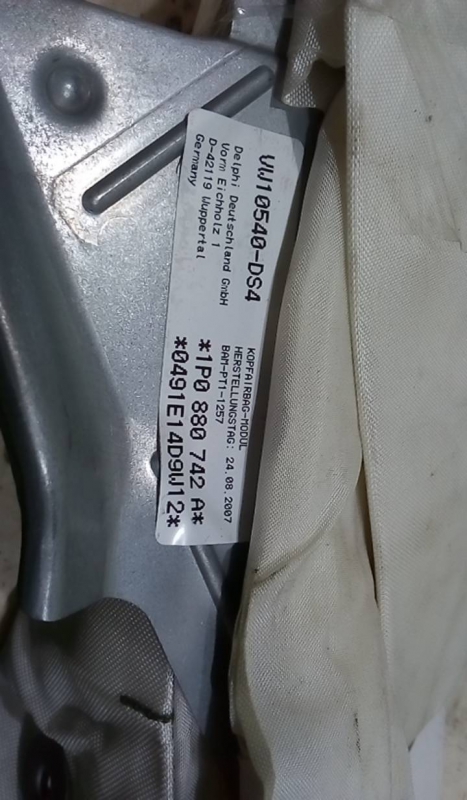 VW10540-DS4
Delphi Deutschland GmbH
Vorm Eichholz 1
D-42119 Wuppertal
Germany
KOPFAIRBAG-MODUL
HERSTELLUNGSTAG: 24.08.2007
BAM-PT1-1257
*1P0 880 742 A*
*0491E14D9W12*